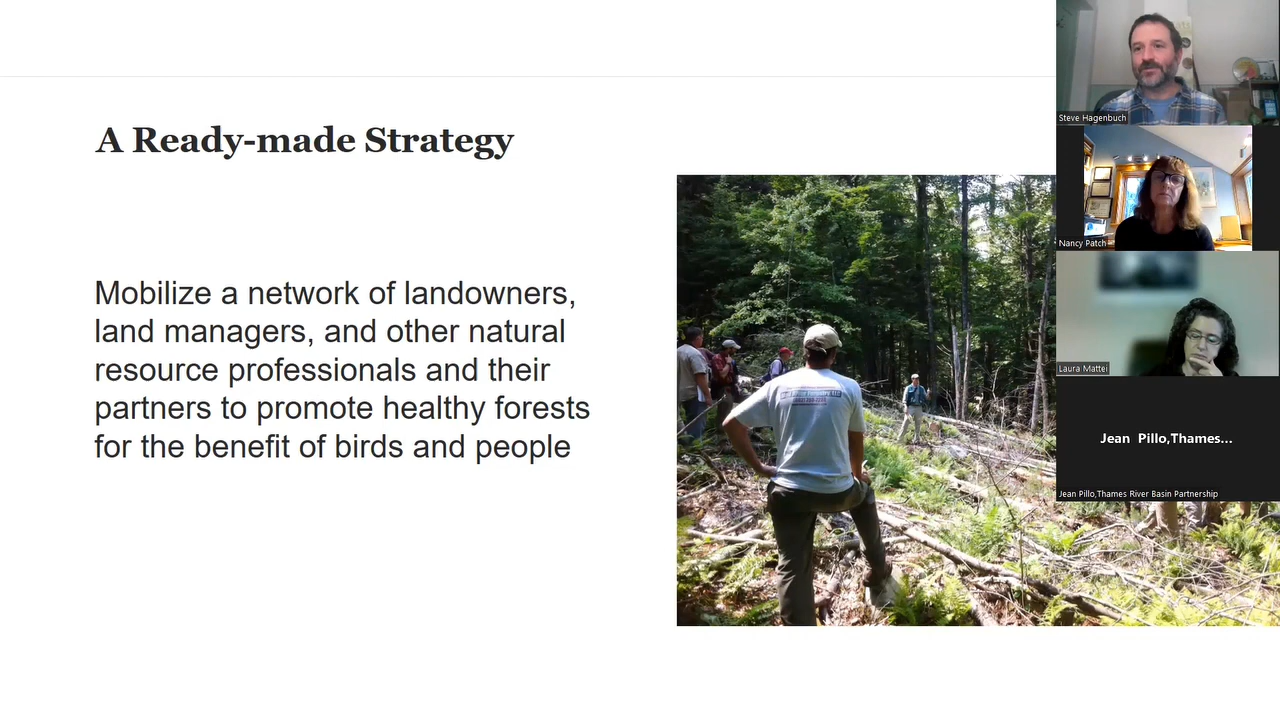 A Ready-made Strategy
Mobilize a network of landowners,
land managers, and other natural
resource professionals and their
partners to promote healthy forests
for the benefit of birds and people
Steve Hagenbuch
Nancy Patch
Laura Mattei
Jean Pillo,Thames...
Jean Pillo,Thames River Basin Partnership